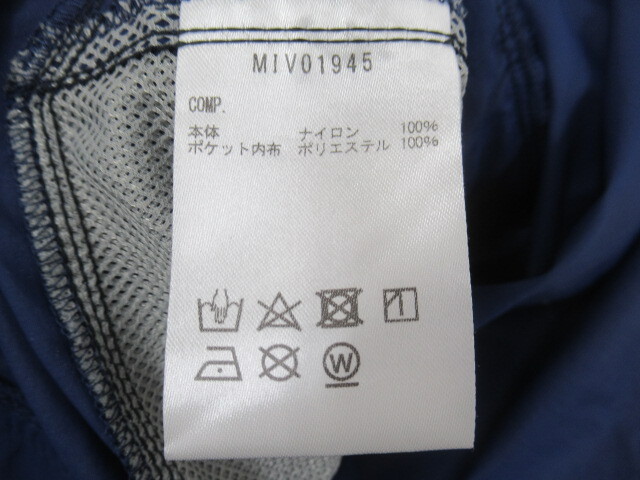 MIV01945
COMP.
本体 ナイロン 100%
ポケット内布 ポリエステル 100%
W